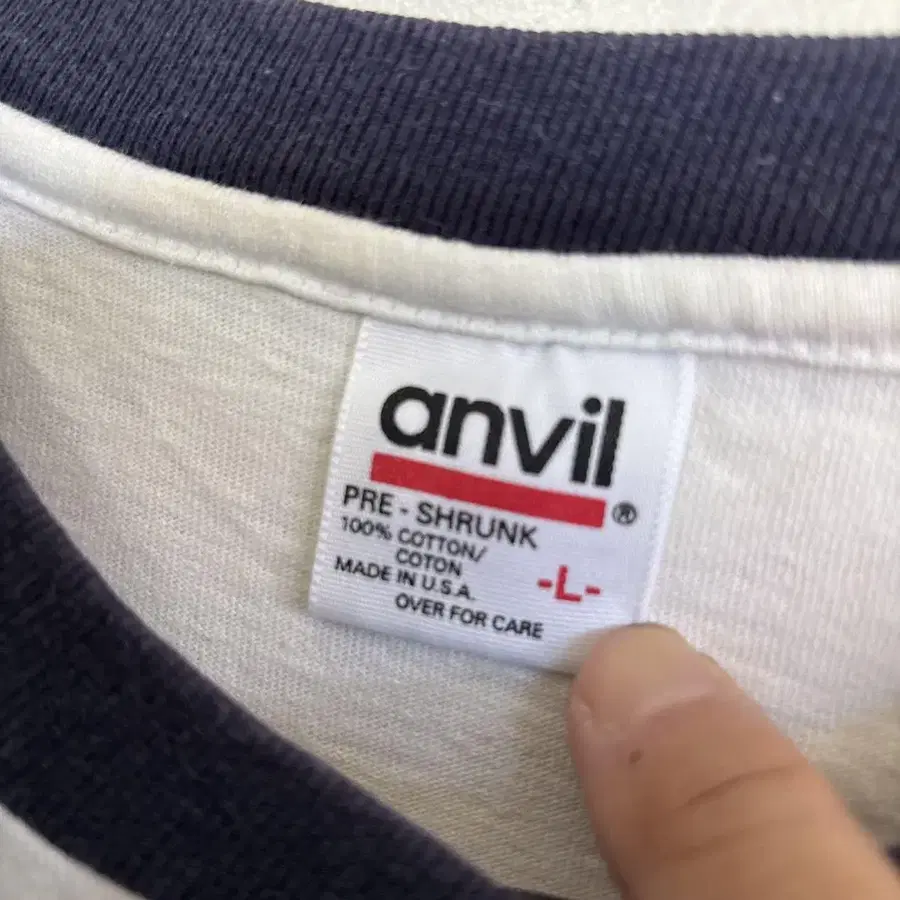 anvil®
PRE - SHRUNK
100% COTTON/
COTON
MADE IN U.S.A.
-L-
OVER FOR CARE